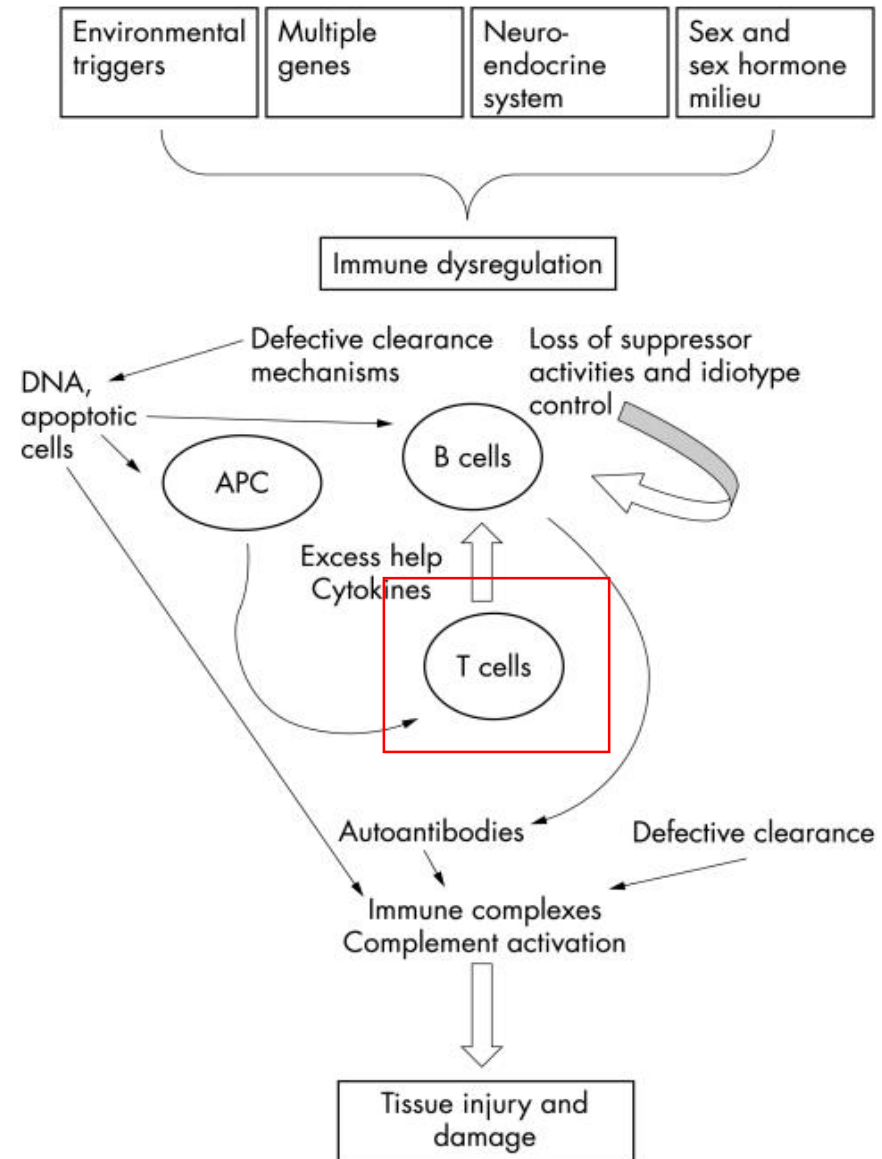 Environmental
triggers
Multiple
genes
Neuro-
endocrine
system
Sex and
sex hormone
milieu
Immune dysregulation
Defective clearance
mechanisms
Loss of suppressor
activities and idiotype
control
DNA,
apoptotic
cells
B cells
APC
Excess help
Cytokines
T cells
Autoantibodies
Defective clearance
Immune complexes
Complement activation
Tissue injury and
damage